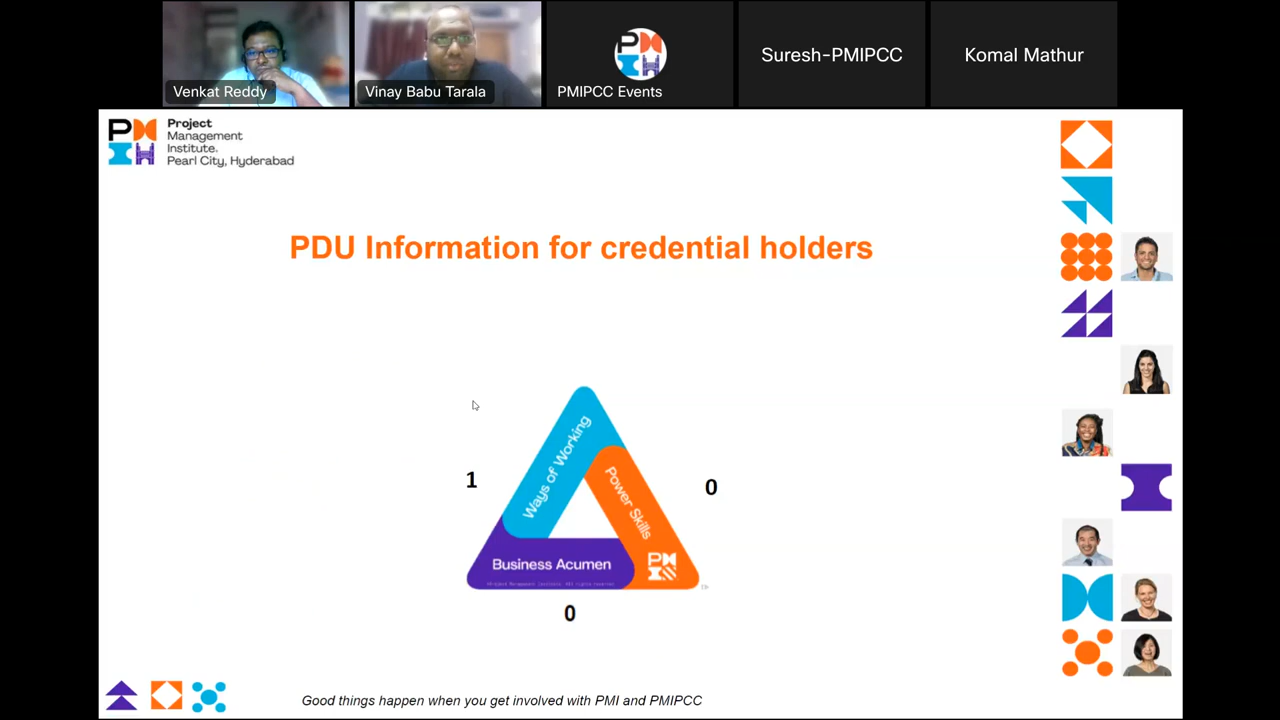 Venkat Reddy
Vinay Babu Tarala
PMIPCC Events
Suresh-PMIPCC
Komal Mathur
Project
Management
Institute.
Pearl City, Hyderabad
PDU Information for credential holders
Ways of Working
Power Skills
1
0
Business Acumen
0
Good things happen when you get involved with PMI and PMIPCC